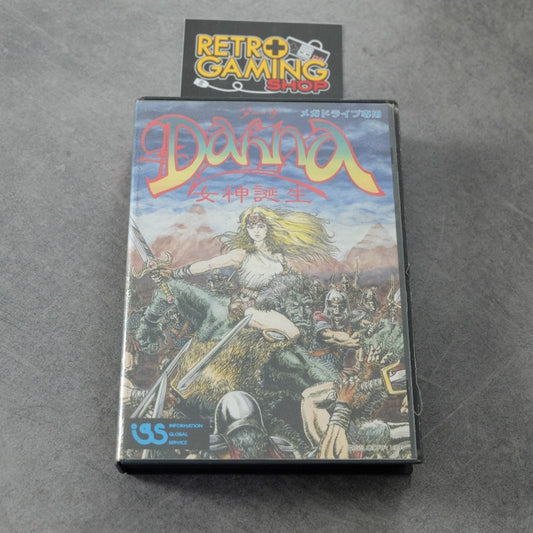 RETRO
GAMING
SHOP
メガドライブ専用
ダーナ
Dahna
女神誕生
IGS
INFORMATION
GLOBAL
SERVICE